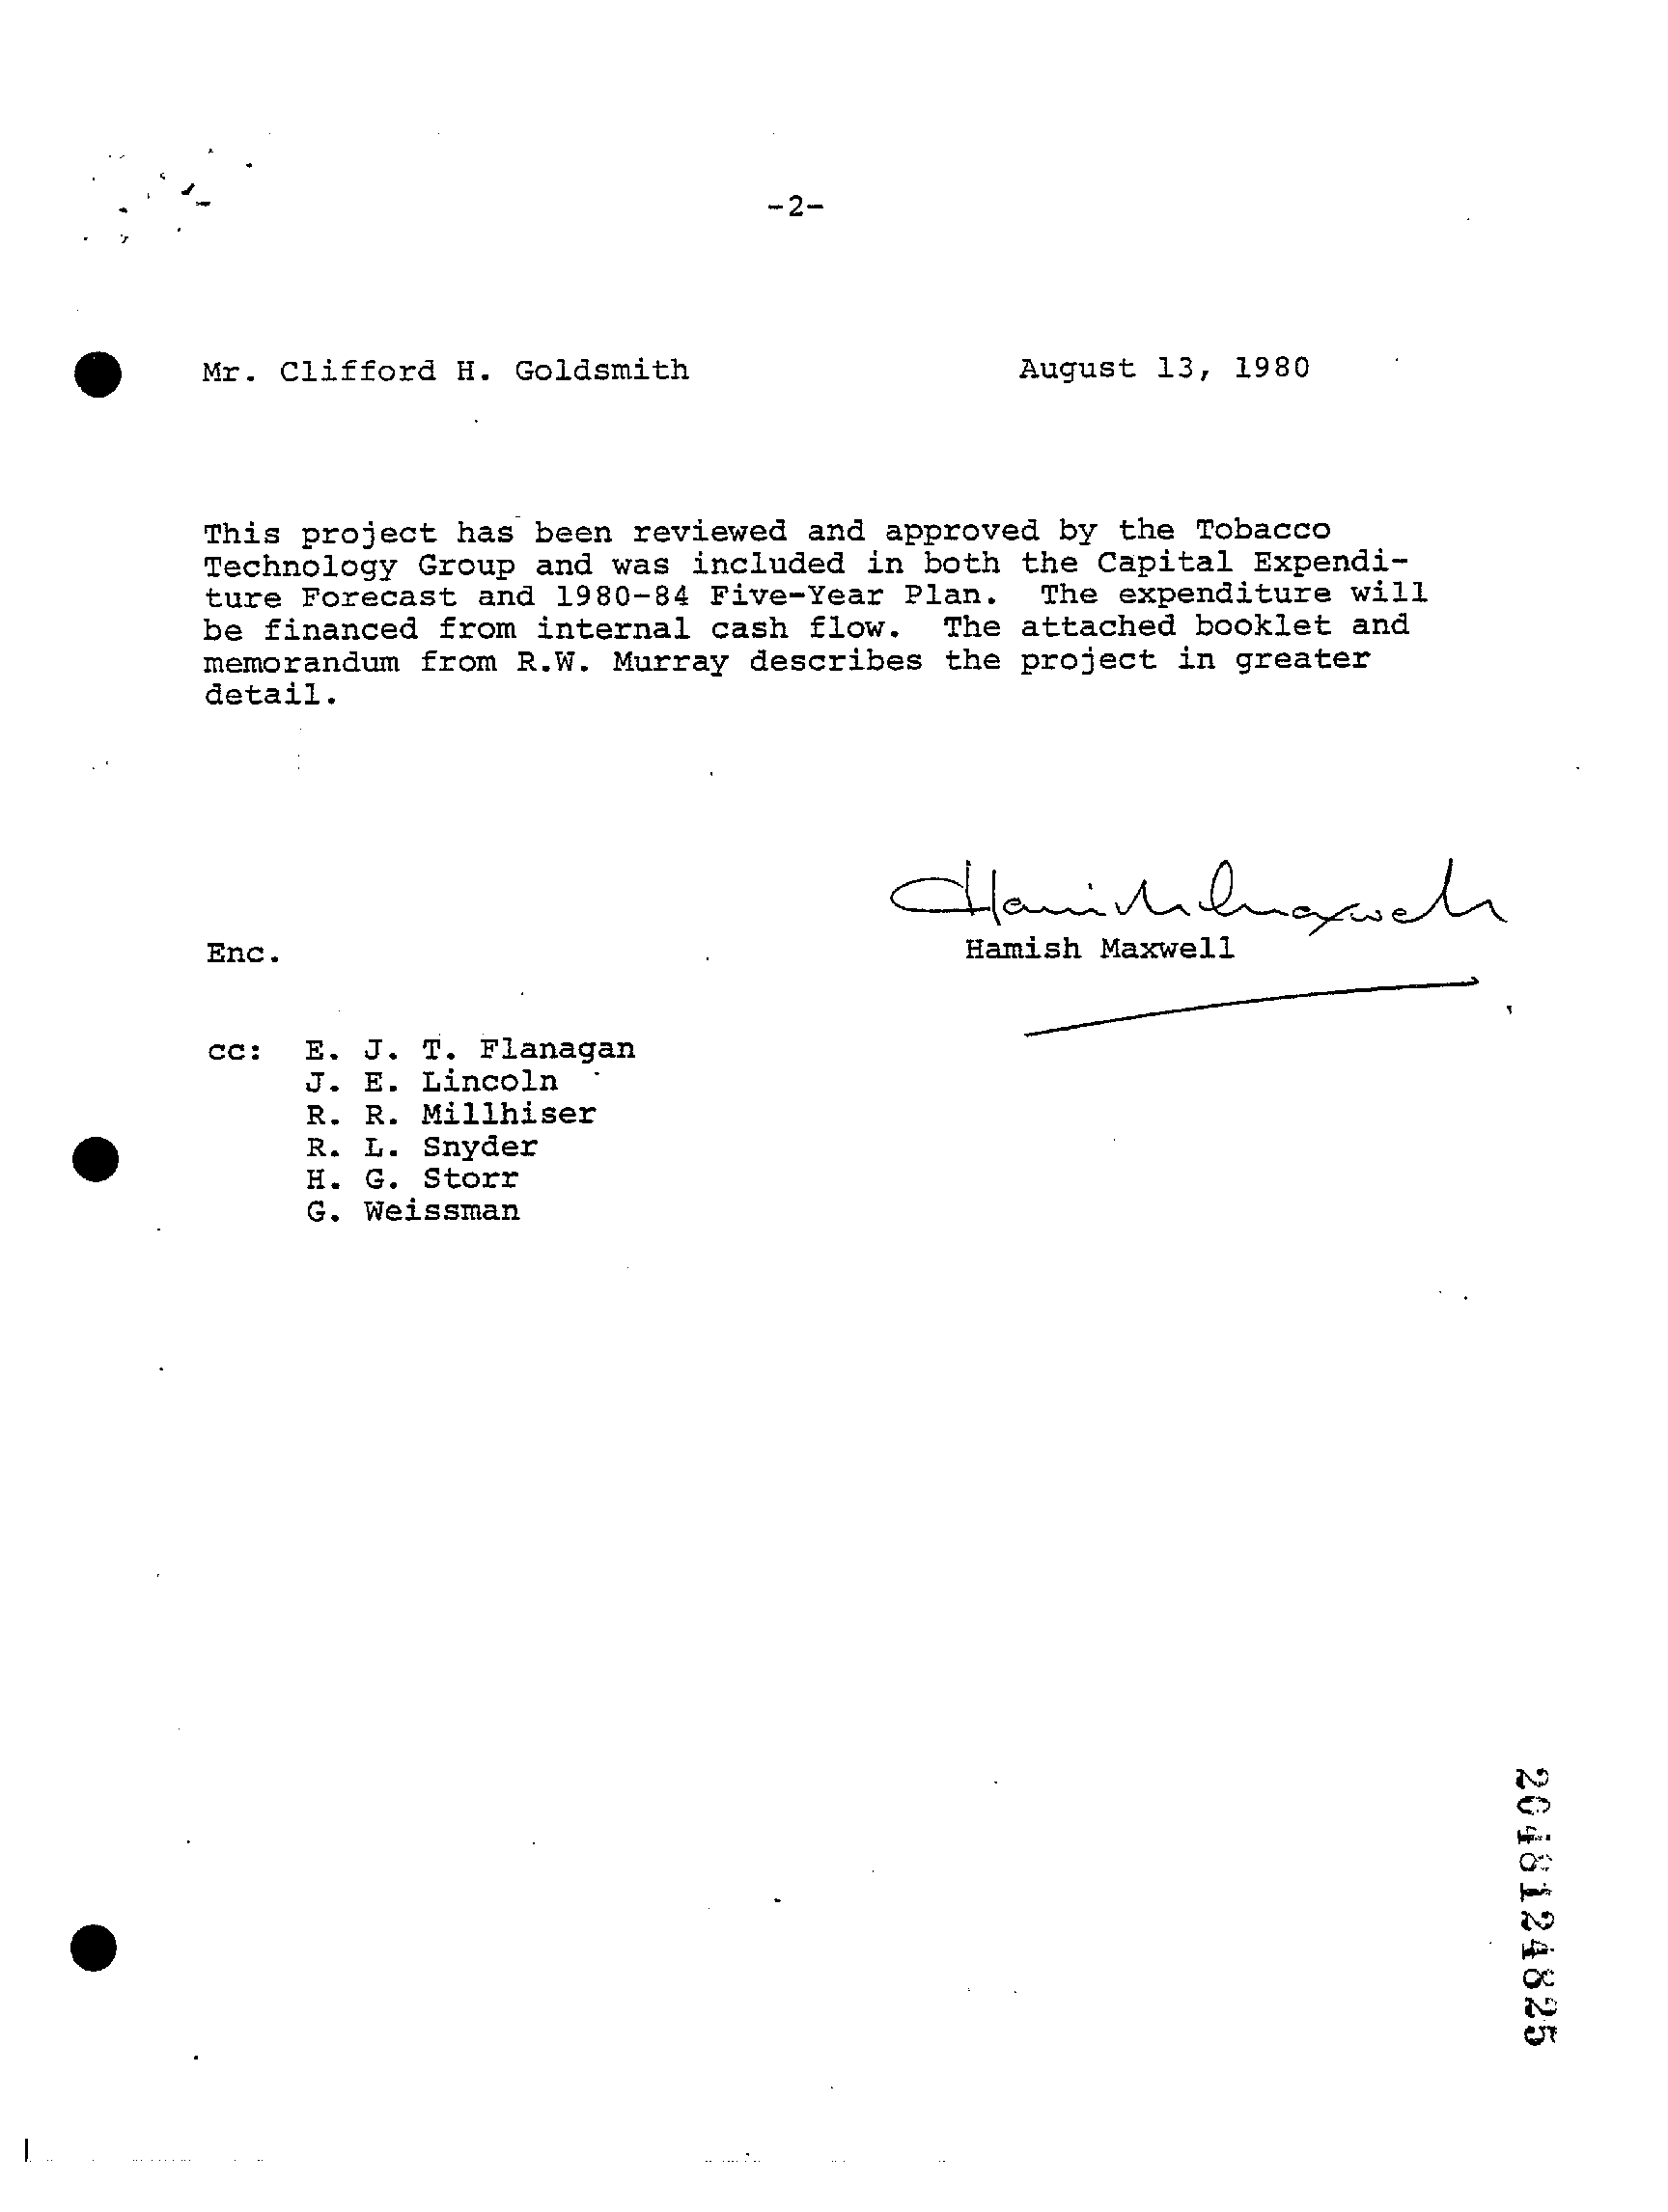 -2-
Mr. Clifford H. Goldsmith August 13, 1980
This project has been reviewed and approved by the Tobacco
Technology Group and was included in both the Capital Expendi-
ture Forecast and 1980-84 Five-Year Plan. The expenditure will
be financed from internal cash flow. The attached booklet and
memorandum from R.W. Murray describes the project in greater
detail.
Hamish Maxwell
Enc. Hamish Maxwell
cc: E. J. T. Flanagan
J. E. Lincoln
R. R. Millhiser
R. L. Snyder
H. G. Storr
G. Weissman
2048124825